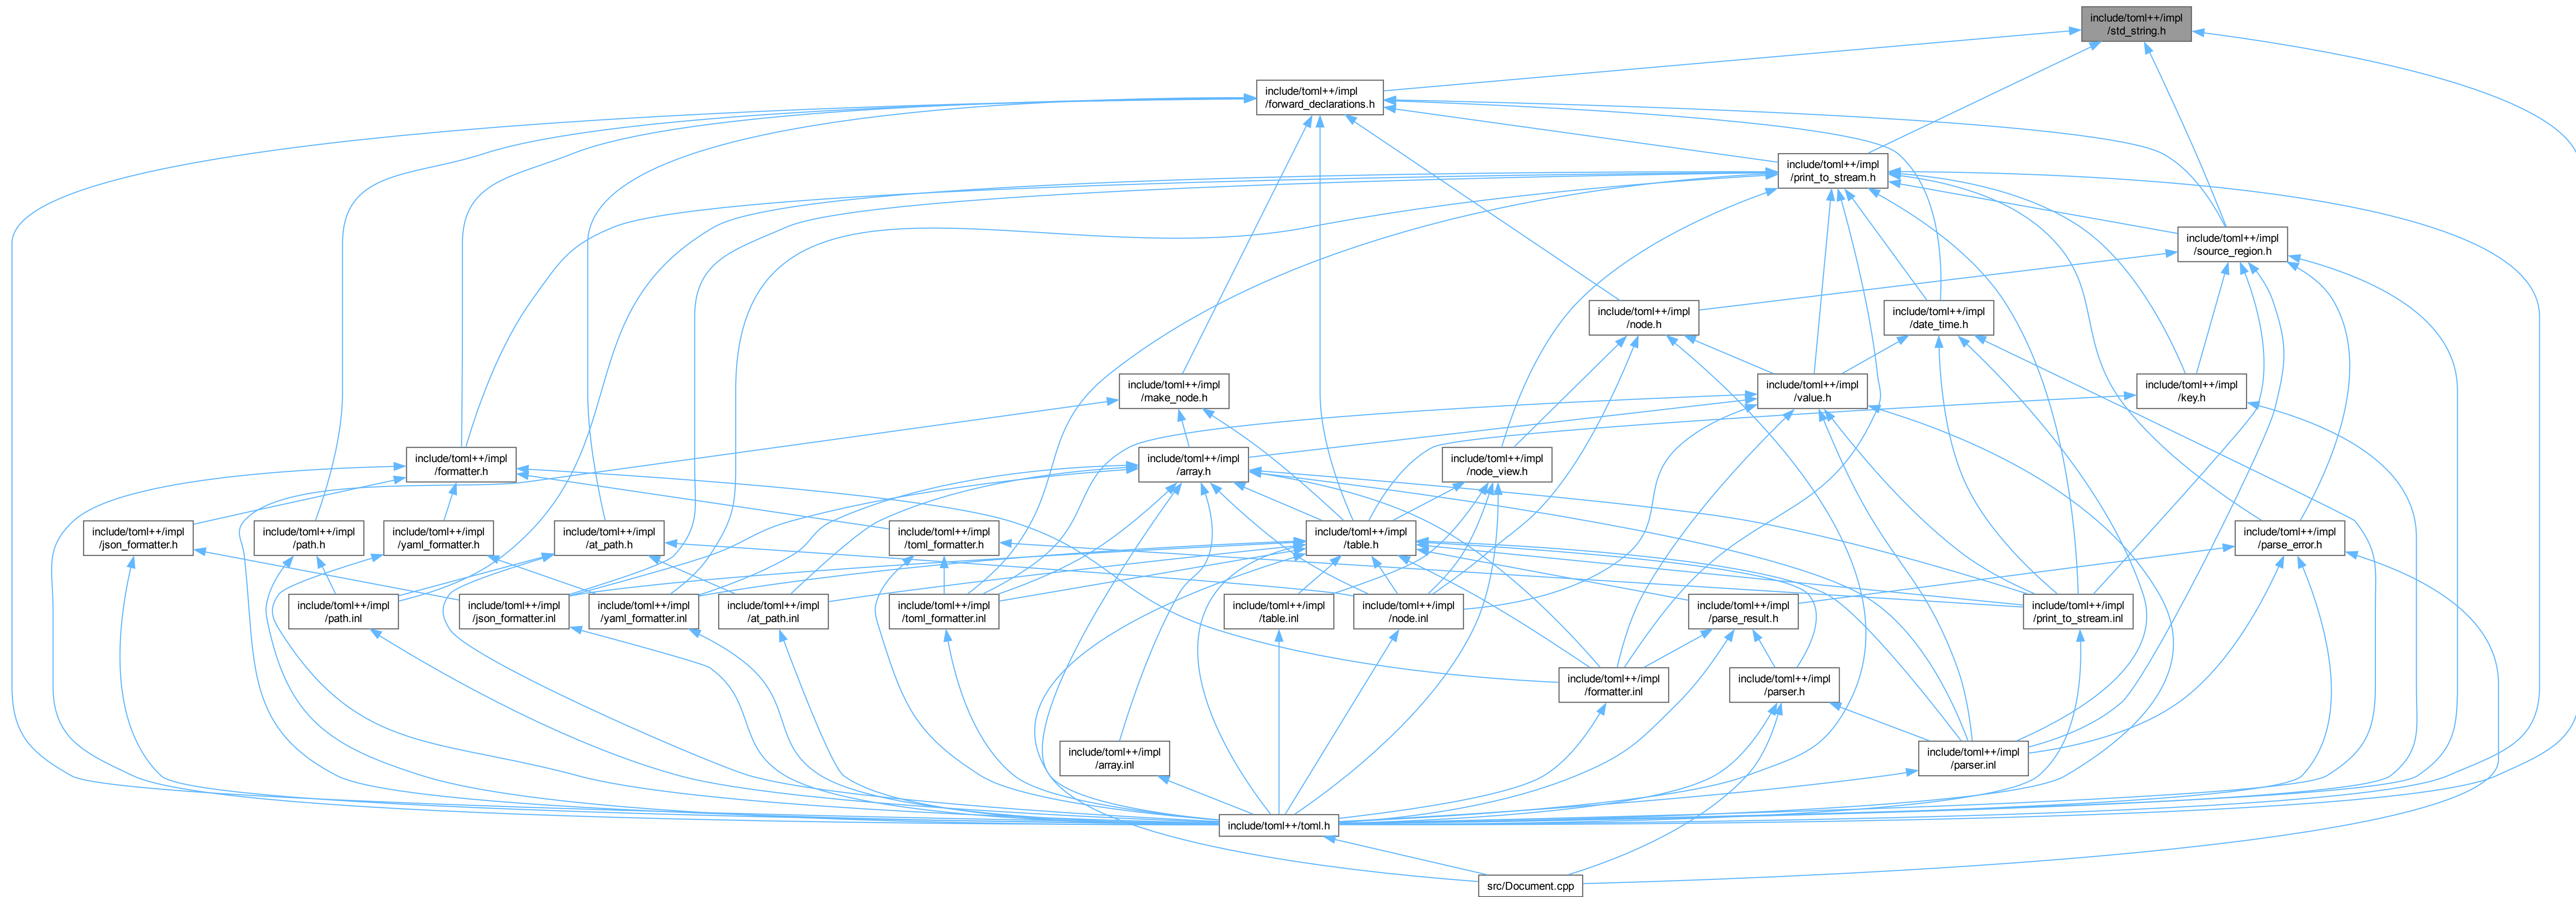 include/toml++/impl
/std_string.h
include/toml++/impl
/forward_declarations.h
include/toml++/impl
/print_to_stream.h
include/toml++/impl
/source_region.h
include/toml++/impl
/node.h
include/toml++/impl
/date_time.h
include/toml++/impl
/make_node.h
include/toml++/impl
/value.h
include/toml++/impl
/key.h
include/toml++/impl
/formatter.h
include/toml++/impl
/array.h
include/toml++/impl
/node_view.h
include/toml++/impl
/json_formatter.h
include/toml++/impl
/path.h
include/toml++/impl
/yaml_formatter.h
include/toml++/impl
/at_path.h
include/toml++/impl
/toml_formatter.h
include/toml++/impl
/table.h
include/toml++/impl
/parse_error.h
include/toml++/impl
/path.inl
include/toml++/impl
/json_formatter.inl
include/toml++/impl
/yaml_formatter.inl
include/toml++/impl
/at_path.inl
include/toml++/impl
/toml_formatter.inl
include/toml++/impl
/table.inl
include/toml++/impl
/node.inl
include/toml++/impl
/parse_result.h
include/toml++/impl
/print_to_stream.inl
include/toml++/impl
/formatter.inl
include/toml++/impl
/parser.h
include/toml++/impl
/array.inl
include/toml++/impl
/parser.inl
include/toml++/toml.h
src/Document.cpp